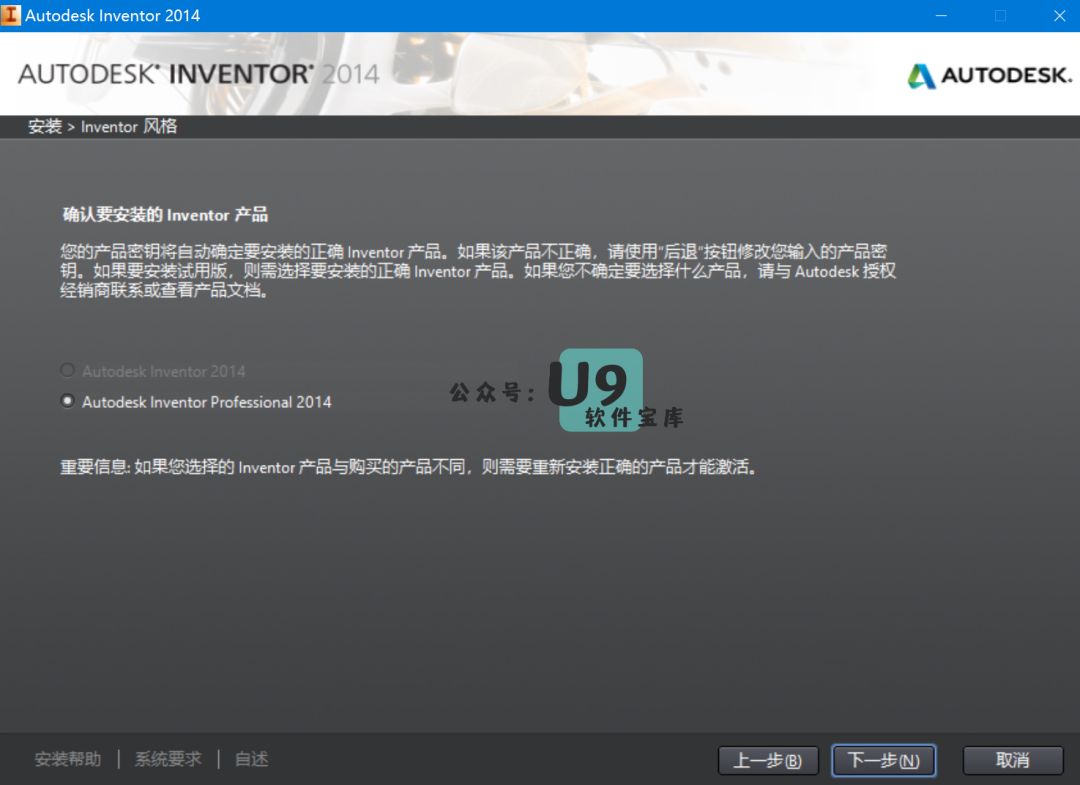 Autodesk Inventor 2014
AUTODESK® INVENTOR® 2014
AUTODESK.
安装 > Inventor 风格
确认要安装的 Inventor 产品
您的产品密钥将自动确定要安装的正确 Inventor 产品。如果该产品不正确，请使用"后退"按钮修改您输入的产品密
钥。如果要安装试用版，则需选择要安装的正确 Inventor 产品。如果您不确定要选择什么产品，请与 Autodesk 授权
经销商联系或查看产品文档。
Autodesk Inventor 2014
Autodesk Inventor Professional 2014
公众号：U9
软件宝库
重要信息: 如果您选择的 Inventor 产品与购买的产品不同，则需要重新安装正确的产品才能激活。
安装帮助 | 系统要求 | 自述
上一步(B) 下一步(N) 取消